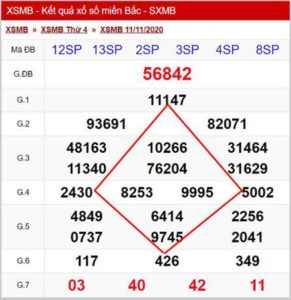 XSMB - Kết quả xổ số miền Bắc - SXMB
XSMB » XSMB Thứ 4 » XSMB 11/11/2020
Mã ĐB 12SP 13SP 2SP 3SP 4SP 8SP
G.ĐB 56842
G.1 11147
G.2 93691 82071
G.3 48163 10266 31464
11340 76204 31629
G.4 2430 8253 9995 5002
G.5 4849 6414 2256
0737 9745 2041
G.6 117 426 349
G.7 03 40 42 11